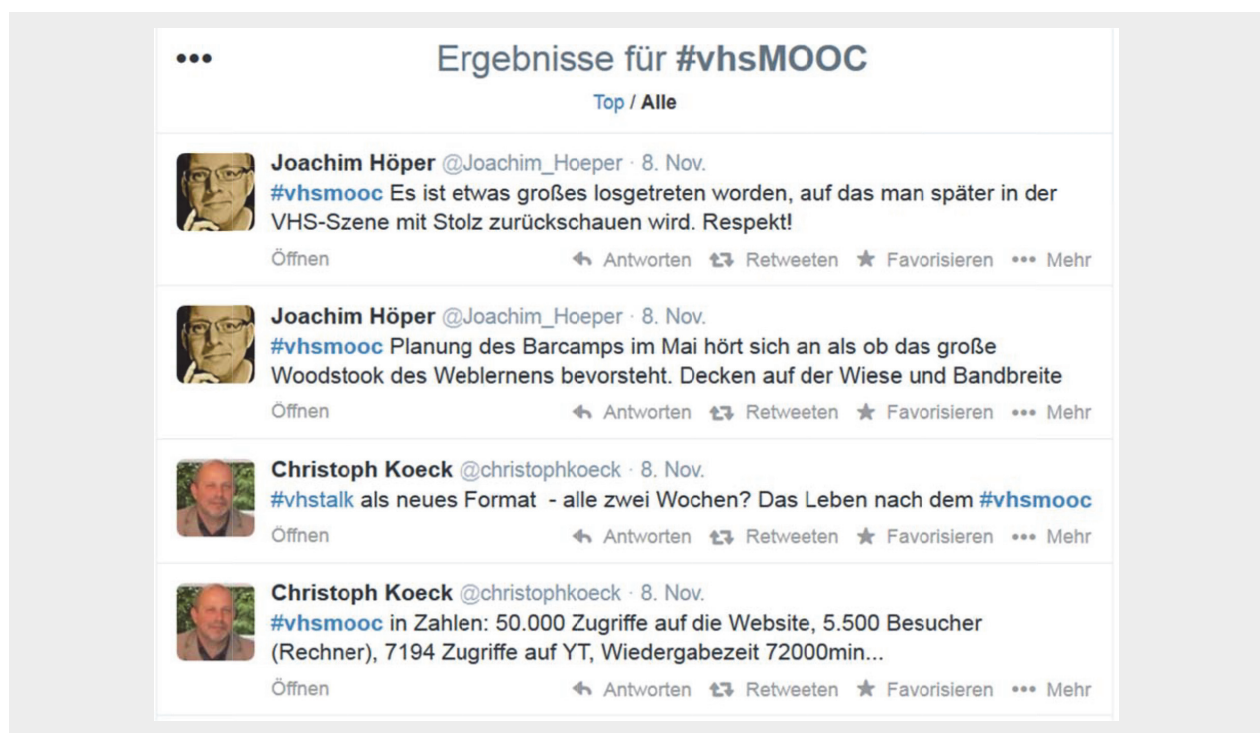 ••• Ergebnisse für #vhsMOOC
Top / Alle
Joachim Höper @Joachim_Hoeper · 8. Nov.
#vhsmooc Es ist etwas großes losgetreten worden, auf das man später in der
VHS-Szene mit Stolz zurückschauen wird. Respekt!
Öffnen Antworten Retweeten Favorisieren ••• Mehr
Joachim Höper @Joachim_Hoeper · 8. Nov.
#vhsmooc Planung des Barcamps im Mai hört sich an als ob das große
Woodstook des Weblernens bevorsteht. Decken auf der Wiese und Bandbreite
Öffnen Antworten Retweeten Favorisieren ••• Mehr
Christoph Koeck @christophkoeck · 8. Nov.
#vhstalk als neues Format - alle zwei Wochen? Das Leben nach dem #vhsmooc
Öffnen Antworten Retweeten Favorisieren ••• Mehr
Christoph Koeck @christophkoeck · 8. Nov.
#vhsmooc in Zahlen: 50.000 Zugriffe auf die Website, 5.500 Besucher
(Rechner), 7194 Zugriffe auf YT, Wiedergabezeit 72000min...
Öffnen Antworten Retweeten Favorisieren ••• Mehr